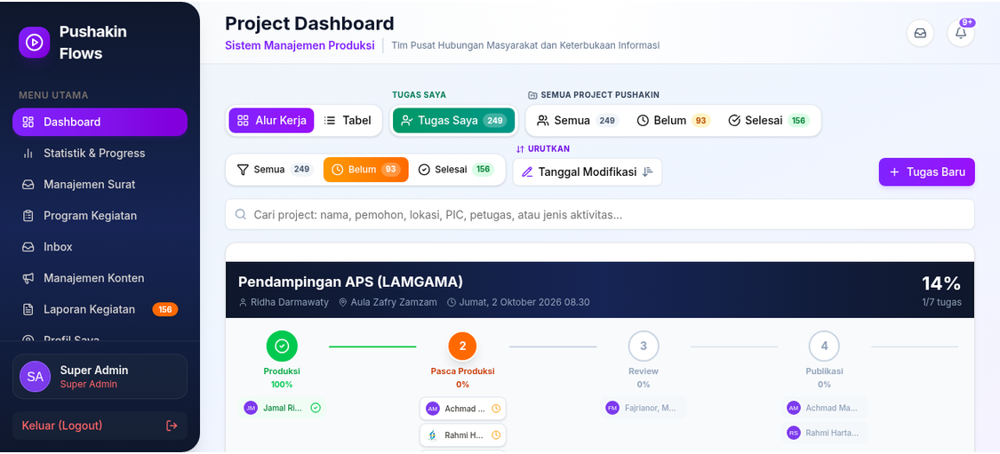 Pushakin
Flows
MENU UTAMA
Dashboard
Statistik & Progress
Manajemen Surat
Program Kegiatan
Inbox
Manajemen Konten
Laporan Kegiatan 156
Profil Saya
SA
Super Admin
Super Admin
Keluar (Logout)
Project Dashboard
Sistem Manajemen Produksi
Tim Pusat Hubungan Masyarakat dan Keterbukaan Informasi
9+
TUGAS SAYA
SEMUA PROJECT PUSHAKIN
Alur Kerja
Tabel
Tugas Saya 249
Semua 249
Belum 93
Selesai 156
URUTKAN
Semua 249
Belum 93
Selesai 156
Tanggal Modifikasi
+ Tugas Baru
Cari project: nama, pemohon, lokasi, PIC, petugas, atau jenis aktivitas...
Pendampingan APS (LAMGAMA)
14%
Ridha Darmawaty
Aula Zafry Zamzam
Jumat, 2 Oktober 2026 08.30
1/7 tugas
2
3
4
Produksi
Pasca Produksi
Review
Publikasi
100%
0%
0%
0%
JM Jamal Ri...
AM Achmad ...
FM Fajrianor, M...
AM Achmad Ma...
Rahmi H...
RS Rahmi Harta...